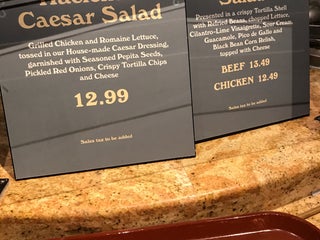 Caesar Salad
Grilled Chicken and Romaine Lettuce,
tossed in our House-made Caesar Dressing,
garnished with Seasoned Pepita Seeds,
Pickled Red Onions, Crispy Tortilla Chips
and Cheese
12.99
Sales tax to be added
Presented in a crispy Tortilla Shell
with Refried Beans, chopped Lettuce,
Cilantro-Lime Vinaigrette, Sour Cream,
Guacamole, Pico de Gallo and
Black Bean Corn Relish,
topped with Cheese
BEEF 13.49
CHICKEN 12.49
Sales tax to be added